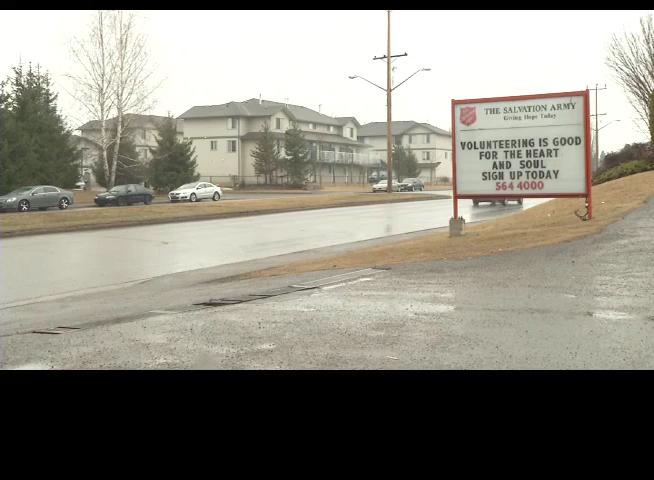 THE SALVATION ARMY
Giving Hope Today
VOLUNTEERING IS GOOD
FOR THE HEART
AND SOUL
SIGN UP TODAY
564 4000